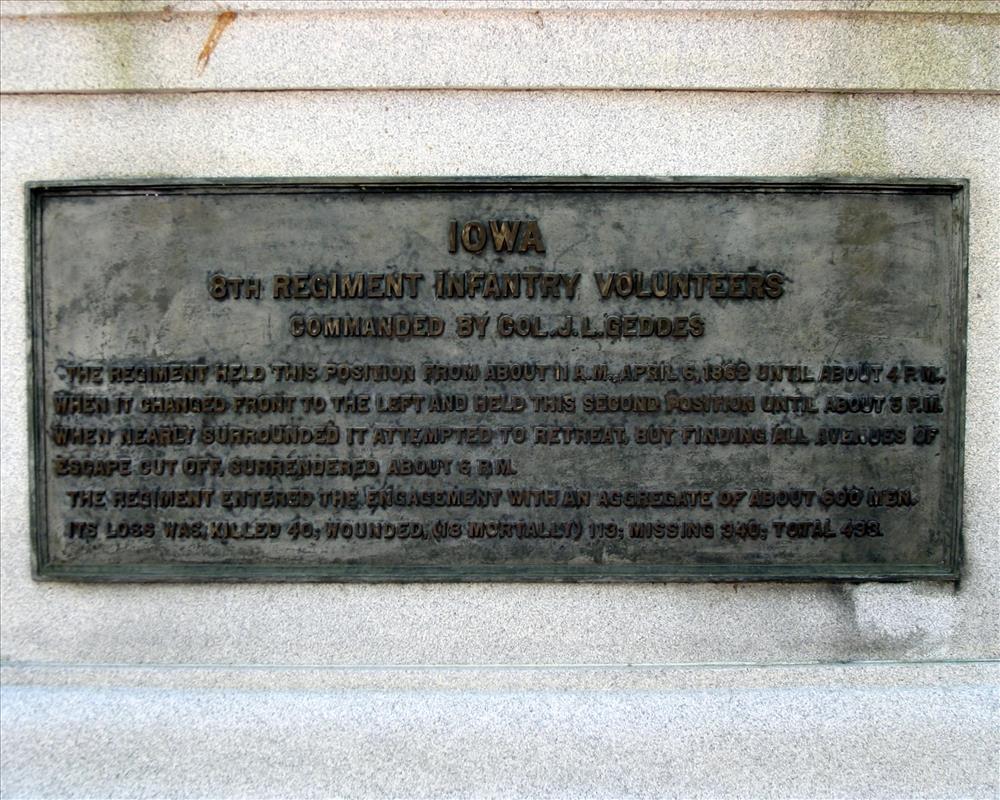 IOWA
8TH REGIMENT INFANTRY VOLUNTEERS
COMMANDED BY COL. J. L. GEDDES
THE REGIMENT HELD THIS POSITION FROM ABOUT 11 A.M., APRIL 6, 1862 UNTIL ABOUT 4 P.M.,
WHEN IT CHANGED FRONT TO THE LEFT AND HELD THIS SECOND POSITION UNTIL ABOUT 5 P.M.
WHEN NEARLY SURROUNDED IT ATTEMPTED TO RETREAT, BUT FINDING ALL AVENUES OF
ESCAPE CUT OFF, SURRENDERED ABOUT 6 P.M.
THE REGIMENT ENTERED THE ENGAGEMENT WITH AN AGGREGATE OF ABOUT 600 MEN.
ITS LOSS WAS, KILLED 40; WOUNDED, (18 MORTALLY) 113; MISSING 340; TOTAL 493.